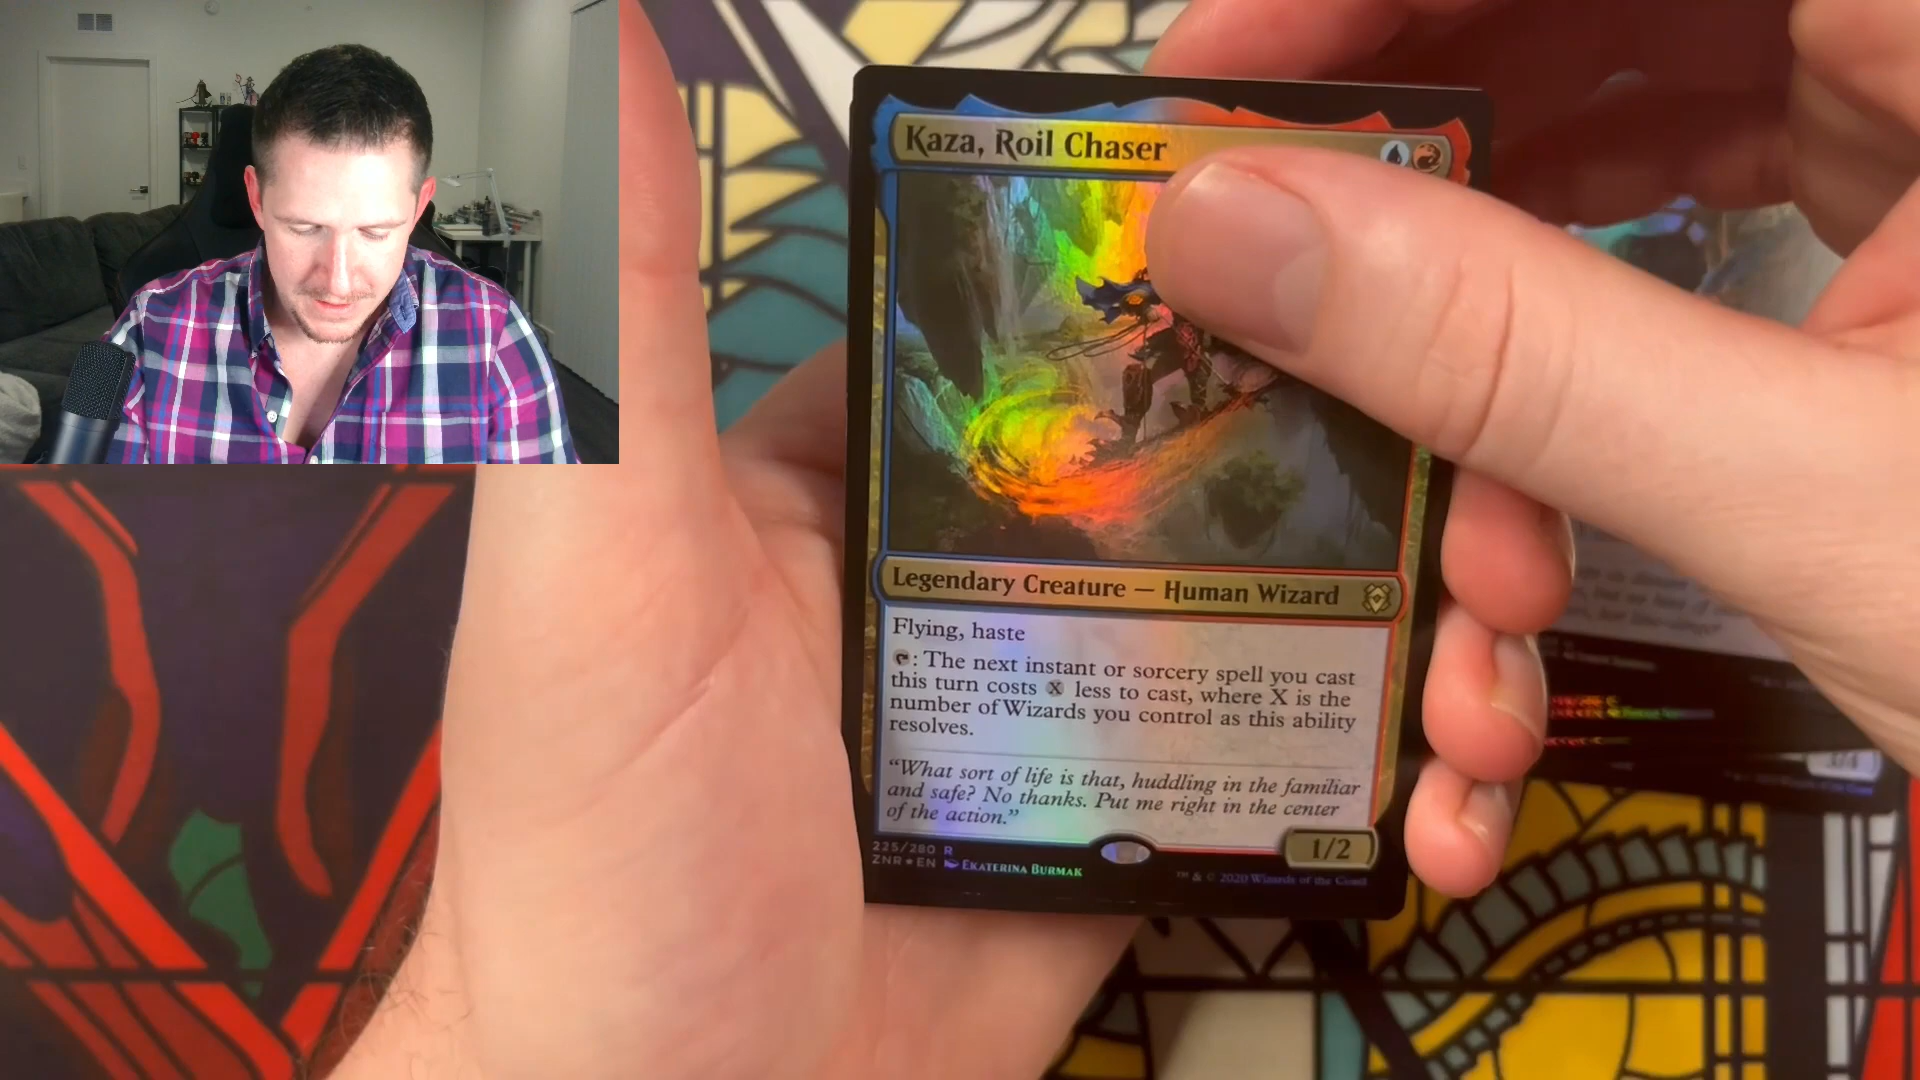 Kaza, Roil Chaser
Legendary Creature — Human Wizard
Flying, haste
: The next instant or sorcery spell you cast
this turn costs X less to cast, where X is the
number of Wizards you control as this ability
resolves.
“What sort of life is that, huddling in the familiar
and safe? No thanks. Put me right in the center
of the action.”
1/2
225/280 R
ZNR★EN EKATERINA BURMAK
™ & © 2020 Wizards of the Coast